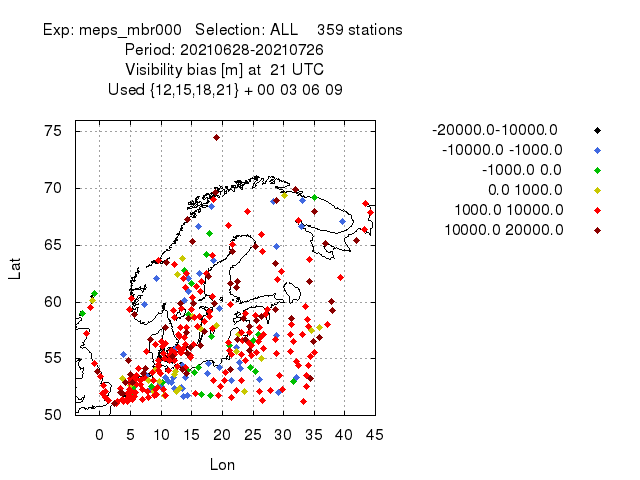 Exp: meps_mbr000   Selection: ALL    359 stations
Period: 20210628-20210726
Visibility bias [m] at  21 UTC
Used {12,15,18,21} + 00 03 06 09
-20000.0-10000.0
-10000.0 -1000.0
-1000.0 0.0
0.0 1000.0
1000.0 10000.0
10000.0 20000.0
75
70
65
60
55
50
Lat
0 5 10 15 20 25 30 35 40 45
Lon